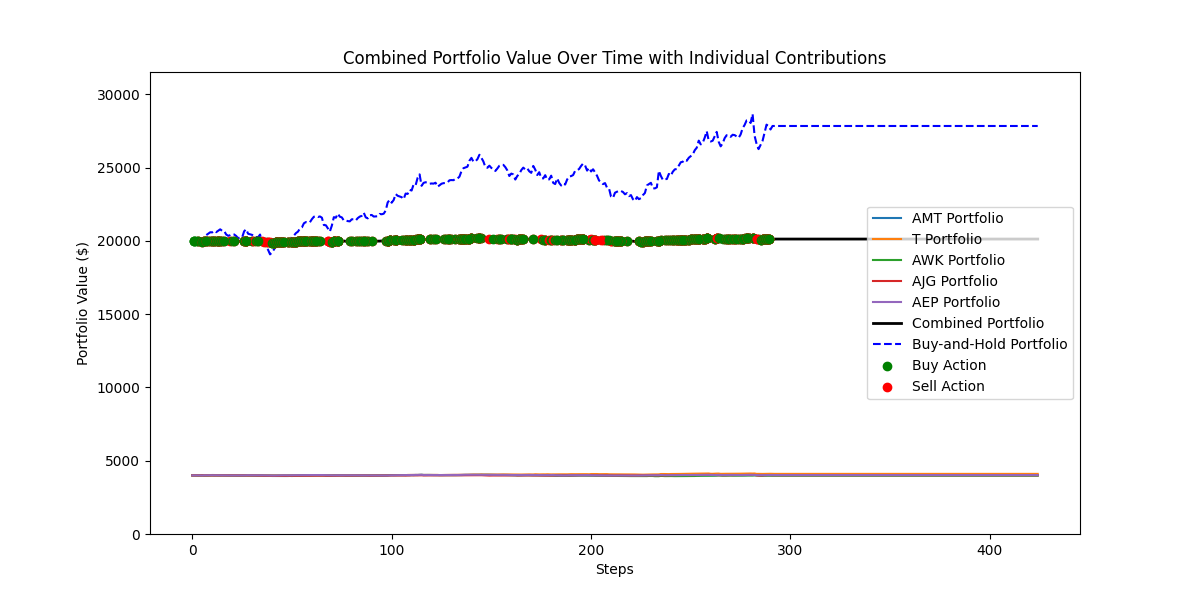 Combined Portfolio Value Over Time with Individual Contributions
Portfolio Value ($)
30000
25000
20000
15000
10000
5000
0
AMT Portfolio
T Portfolio
AWK Portfolio
AJG Portfolio
AEP Portfolio
Combined Portfolio
Buy-and-Hold Portfolio
Buy Action
Sell Action
0 100 200 300 400
Steps